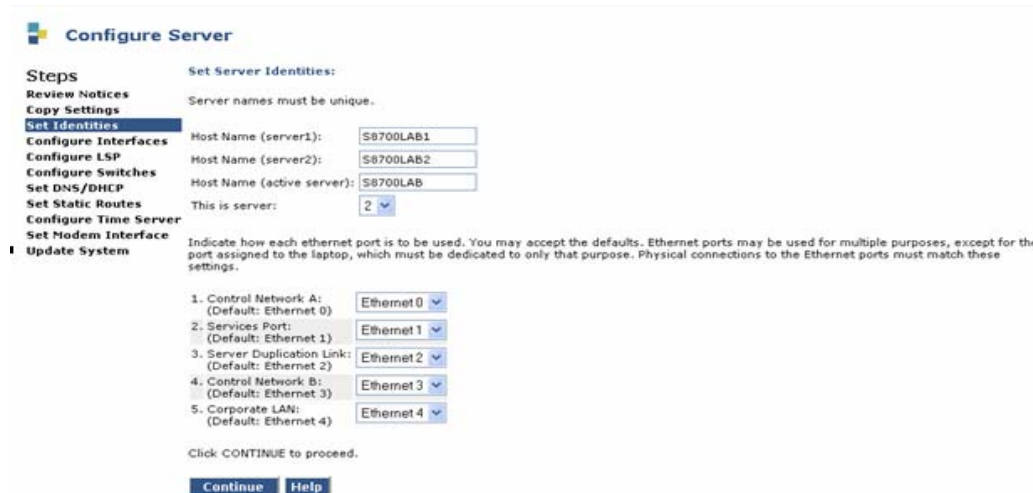 Configure Server
Steps
Review Notices
Copy Settings
Set Identities
Configure Interfaces
Configure LSP
Configure Switches
Set DNS/DHCP
Set Static Routes
Configure Time Server
Set Modem Interface
Update System
Set Server Identities:
Server names must be unique.
Host Name (server1): S8700LAB1
Host Name (server2): S8700LAB2
Host Name (active server): S8700LAB
This is server: 2
Indicate how each ethernet port is to be used. You may accept the defaults. Ethernet ports may be used for multiple purposes, except for the
port assigned to the laptop, which must be dedicated to only that purpose. Physical connections to the Ethernet ports must match these
settings.
1. Control Network A: Ethernet 0
(Default: Ethernet 0)
2. Services Port: Ethernet 1
(Default: Ethernet 1)
3. Server Duplication Link: Ethernet 2
(Default: Ethernet 2)
4. Control Network B: Ethernet 3
(Default: Ethernet 3)
5. Corporate LAN: Ethernet 4
(Default: Ethernet 4)
Click CONTINUE to proceed.
Continue Help